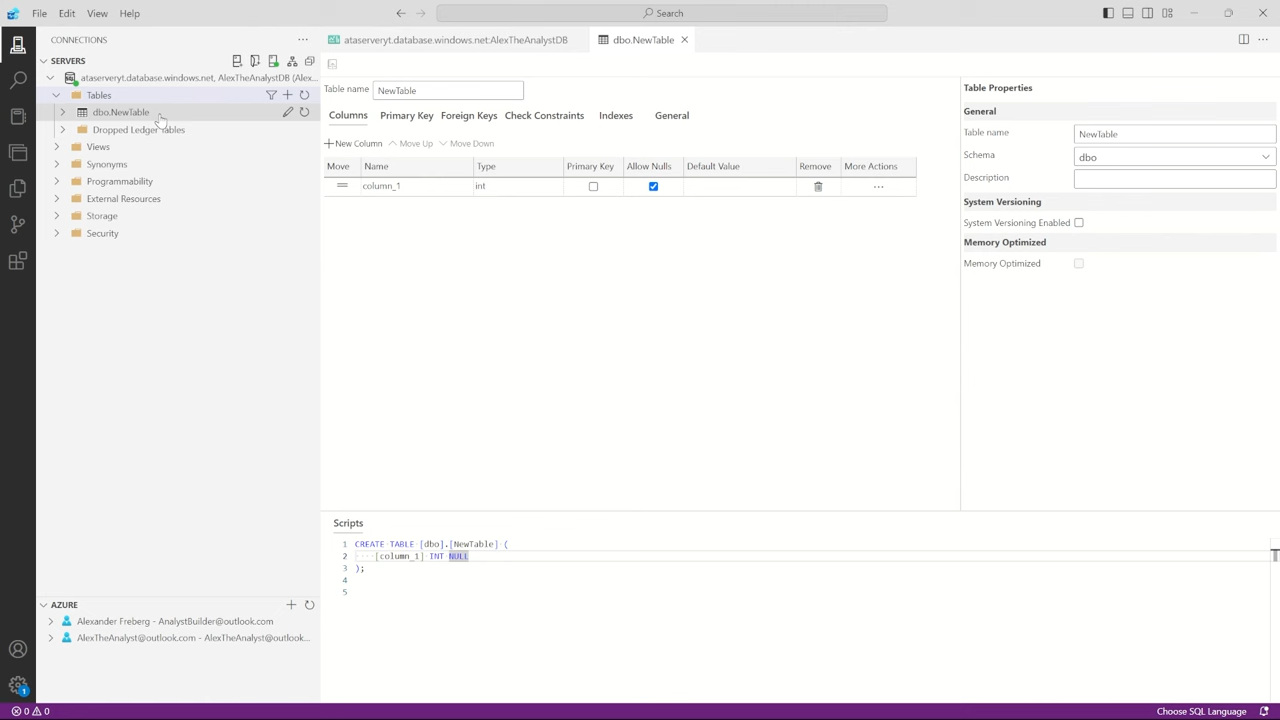 File Edit View Help
Search
CONNECTIONS
SERVERS
ataserveryt.database.windows.net, AlexTheAnalystDB (Alex...
Tables
dbo.NewTable
Dropped Ledger Tables
Views
Synonyms
Programmability
External Resources
Storage
Security
AZURE
Alexander Freberg - AnalystBuilder@outlook.com
AlexTheAnalyst@outlook.com - AlexTheAnalyst@outlook...
1
0 0
ataserveryt.database.windows.net:AlexTheAnalystDB
dbo.NewTable
Table name NewTable
Columns Primary Key Foreign Keys Check Constraints Indexes General
New Column Move Up Move Down
Move Name Type Primary Key Allow Nulls Default Value Remove More Actions
column_1 int ...
Scripts
1 CREATE TABLE [dbo].[NewTable] (
2 [column_1] INT NULL
3 );
4
5
Table Properties
General
Table name NewTable
Schema dbo
Description
System Versioning
System Versioning Enabled
Memory Optimized
Memory Optimized
Choose SQL Language